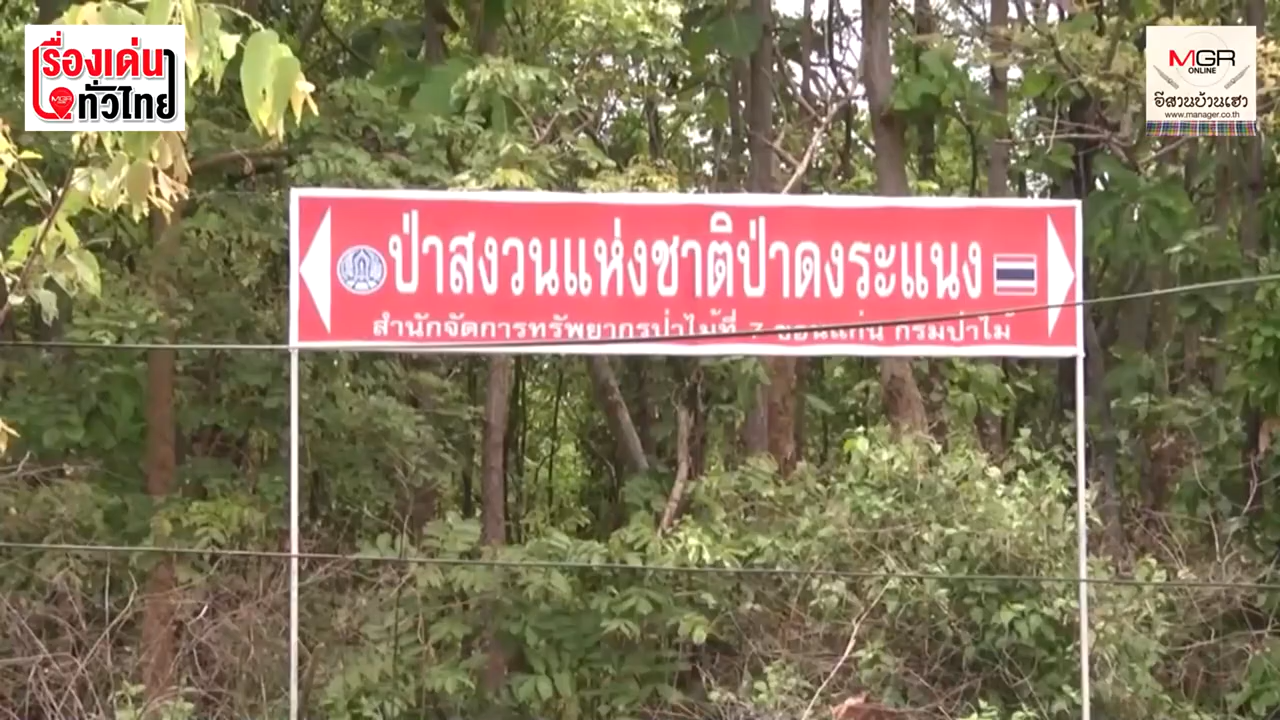 เรื่องเด่น
MGR
ทั่วไทย
MGR
ONLINE
อีสานบ้านเฮา
www.manager.co.th
ป่าสงวนแห่งชาติป่าดงระแนง
สำนักจัดการทรัพยากรป่าไม้ที่ 7 ขอนแก่น กรมป่าไม้